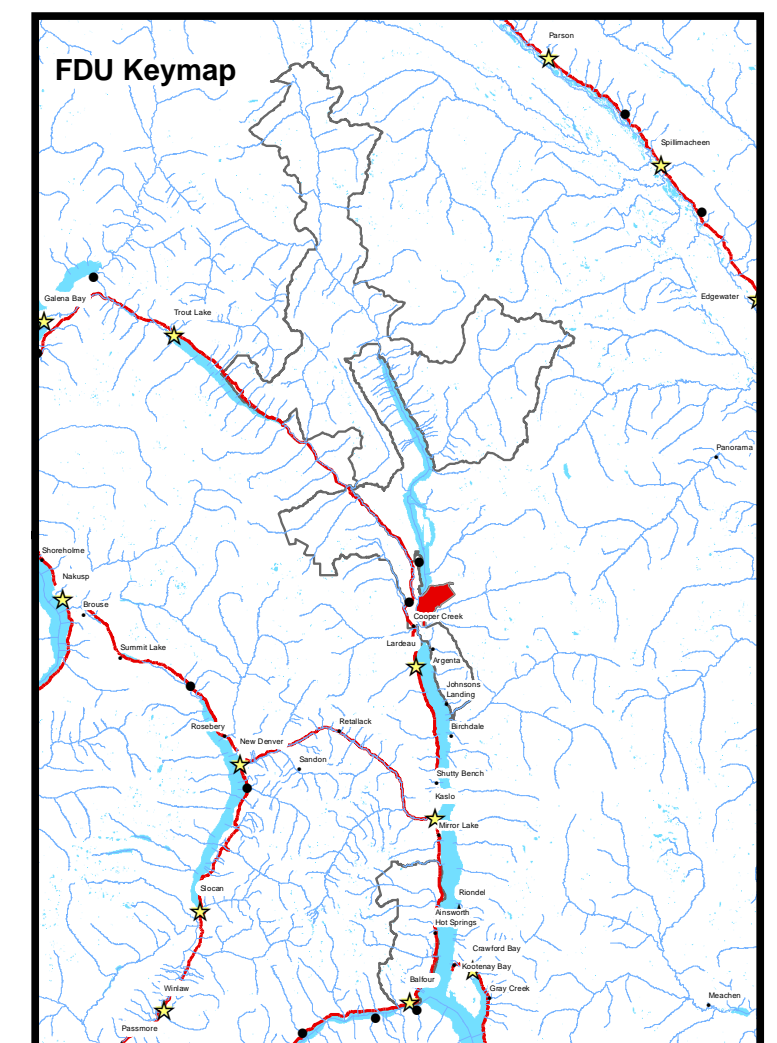 FDU Keymap
Parson
Spillimacheen
Edgewater
Galena Bay
Trout Lake
Panorama
Shoreholme
Nakusp
Brouse
Summit Lake
Cooper Creek
Lardeau
Argenta
Johnsons
Landing
Birchdale
Rosebery
New Denver
Retallack
Sandon
Shutty Bench
Kaslo
Mirror Lake
Slocan
Riondel
Ainsworth
Hot Springs
Crawford Bay
Kootenay Bay
Balfour
Gray Creek
Winlaw
Meachen
Passmore